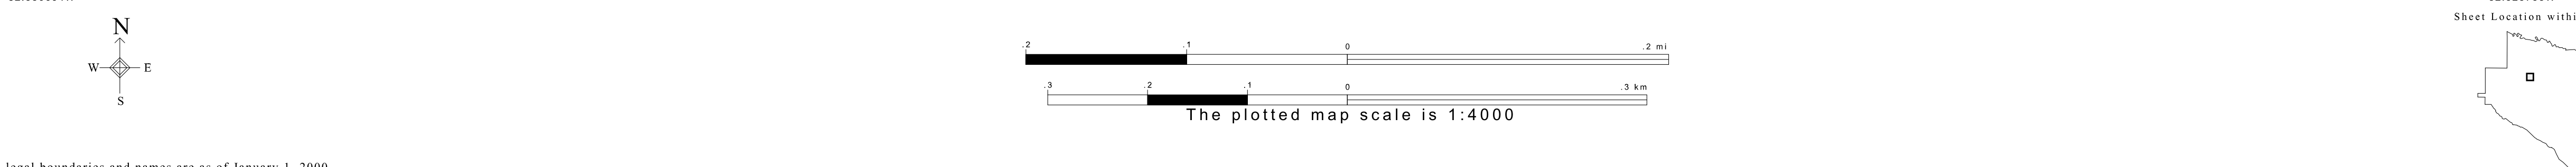 N
W E
S
.2 .1 0 .2 mi
.3 .2 .1 0 .3 km
The plotted map scale is 1:4000
Sheet Location withi
legal boundaries and names are as of January 1, 2000